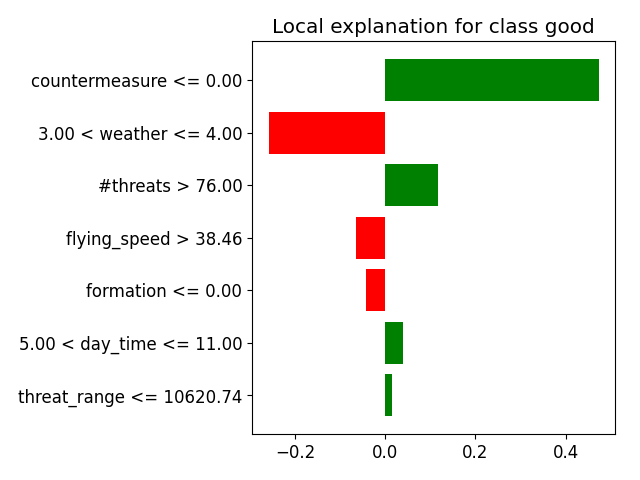 Local explanation for class good
countermeasure <= 0.00
3.00 < weather <= 4.00
#threats > 76.00
flying_speed > 38.46
formation <= 0.00
5.00 < day_time <= 11.00
threat_range <= 10620.74
−0.2 0.0 0.2 0.4